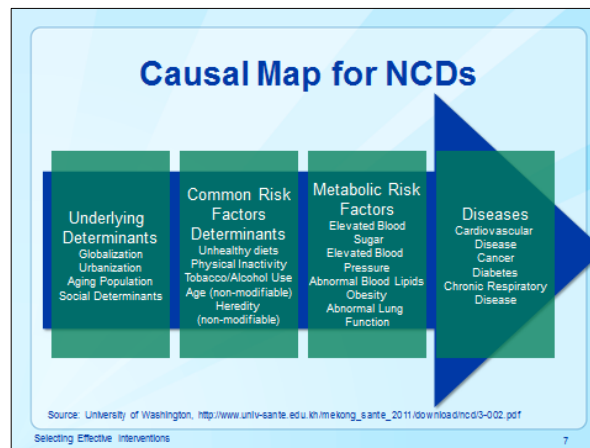 Causal Map for NCDs
Underlying
Determinants
Globalization
Urbanization
Aging Population
Social Determinants
Common Risk
Factors
Determinants
Unhealthy diets
Physical Inactivity
Tobacco/Alcohol Use
Age (non-modifiable)
Heredity
(non-modifiable)
Metabolic Risk
Factors
Elevated Blood
Sugar
Elevated Blood
Pressure
Abnormal Blood Lipids
Obesity
Abnormal Lung
Function
Diseases
Cardiovascular
Disease
Cancer
Diabetes
Chronic Respiratory
Disease
Source: University of Washington, http://www.univ-sante.edu.kh/mekong_sante_2011/download/ncd/3-002.pdf
Selecting Effective Interventions
7